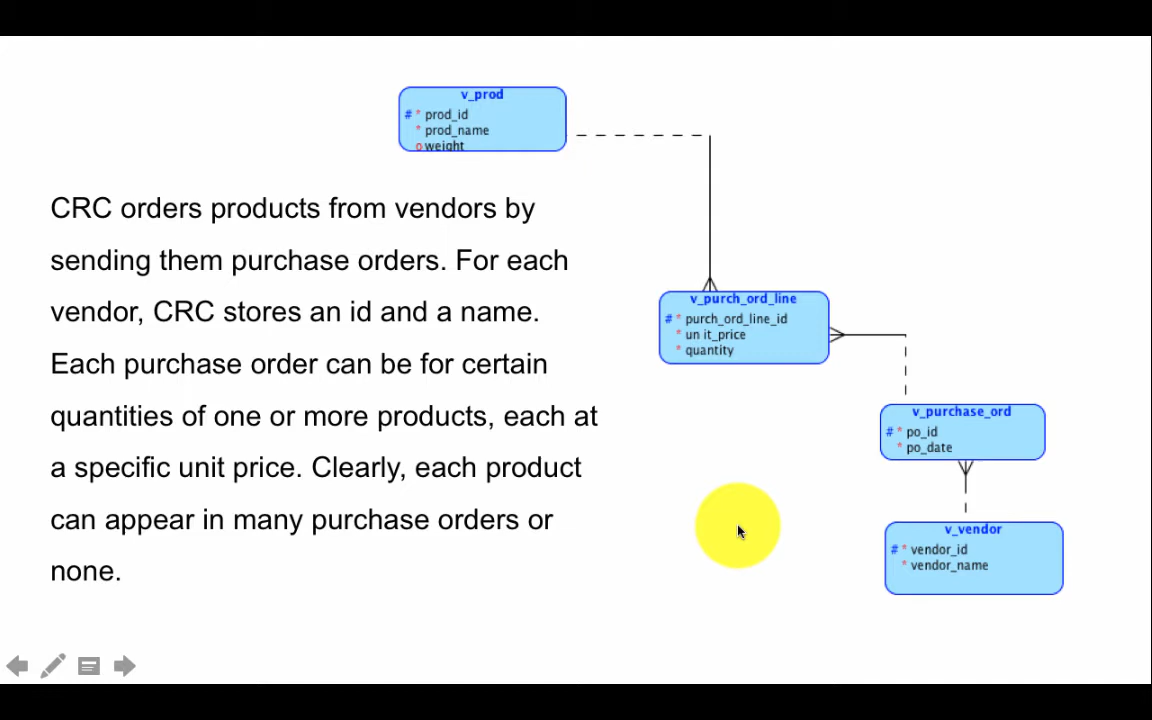 v_prod
# * prod_id
* prod_name
o weight
CRC orders products from vendors by
sending them purchase orders. For each
vendor, CRC stores an id and a name.
Each purchase order can be for certain
quantities of one or more products, each at
a specific unit price. Clearly, each product
can appear in many purchase orders or
none.
v_purch_ord_line
# * purch_ord_line_id
* un it_price
* quantity
v_purchase_ord
# * po_id
* po_date
v_vendor
# * vendor_id
* vendor_name